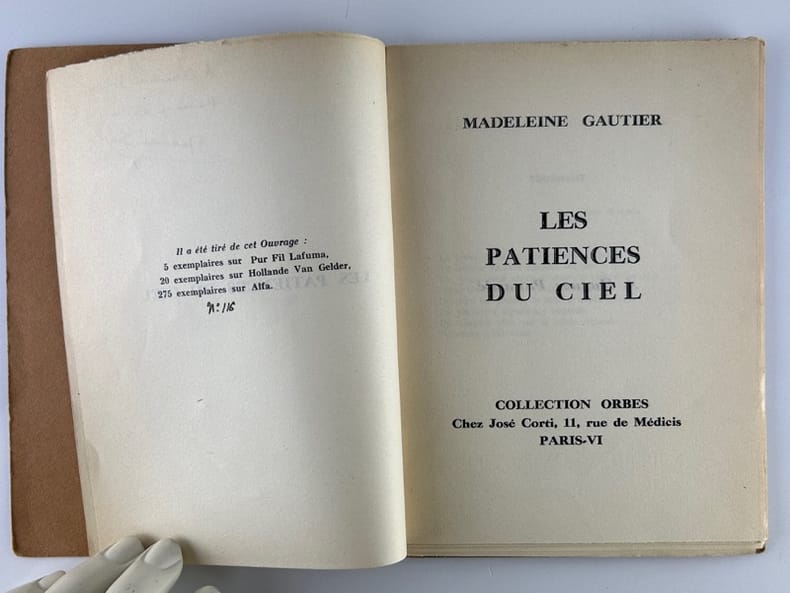 Il a été tiré de cet Ouvrage :
5 exemplaires sur Pur Fil Lafuma,
20 exemplaires sur Hollande Van Gelder,
275 exemplaires sur Alfa.
N° 116
MADELEINE GAUTIER
LES
PATIENCES
DU CIEL
COLLECTION ORBES
Chez José Corti, 11, rue de Médicis
PARIS-VI